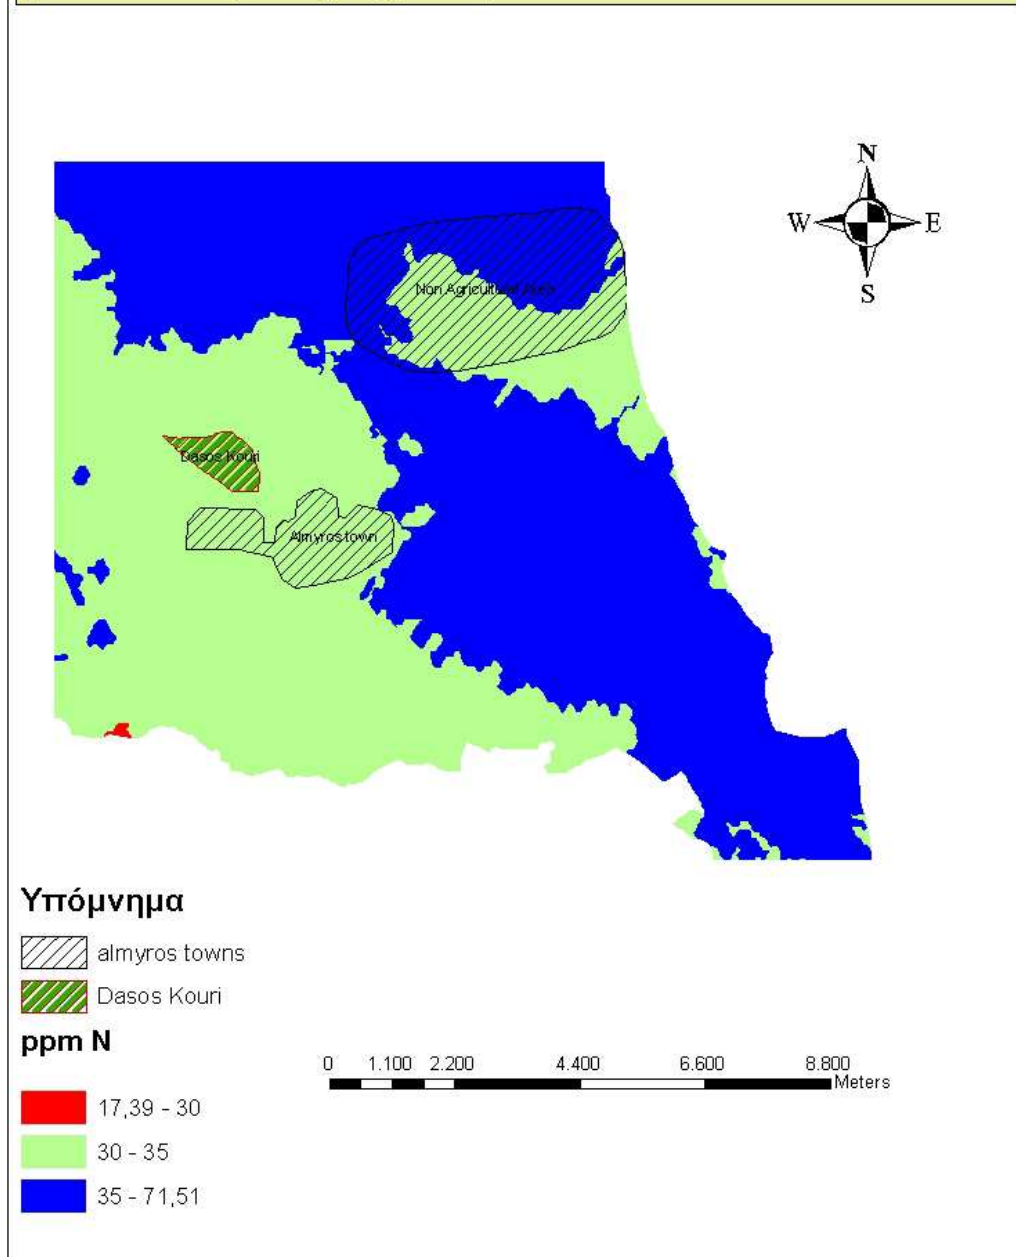 N
W E
S
Non Agricultural Area
Dasos Kouri
Almyros town
Υπόμνημα
almyros towns
Dasos Kouri
ppm N
0 1.100 2.200 4.400 6.600 8.800
Meters
17,39 - 30
30 - 35
35 - 71,51